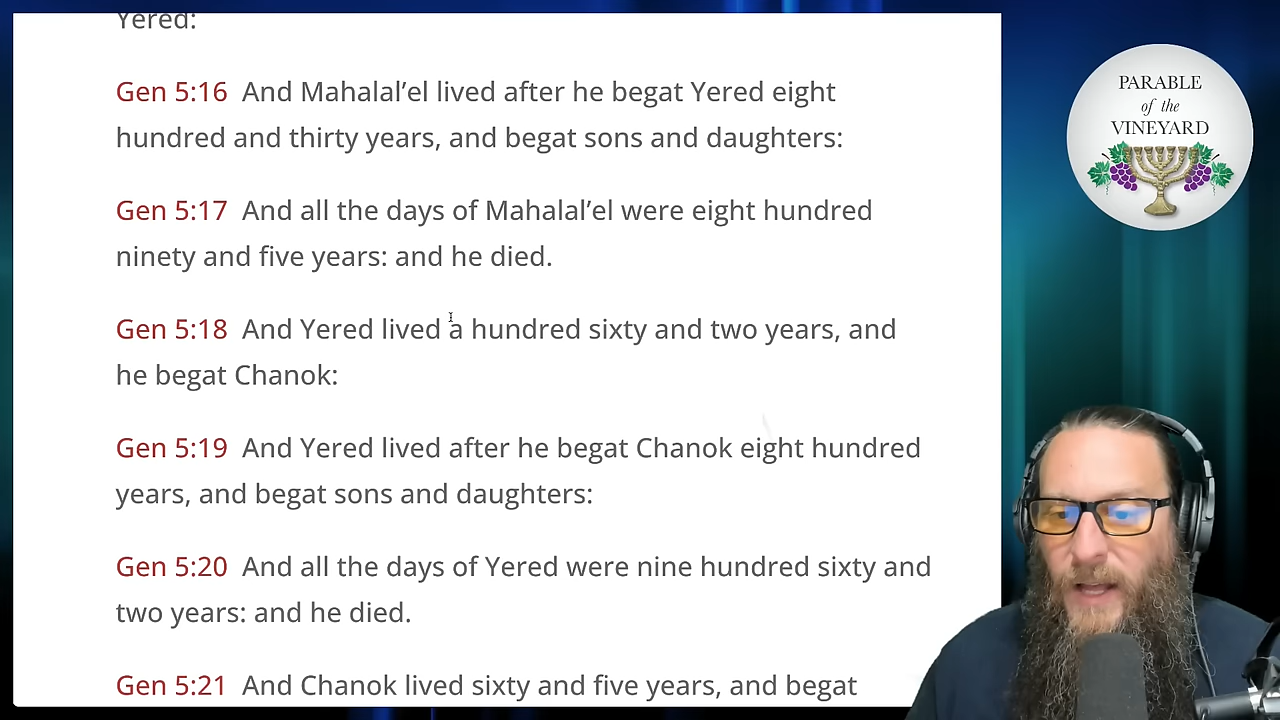 Yered:
Gen 5:16 And Mahalal’el lived after he begat Yered eight
hundred and thirty years, and begat sons and daughters:
Gen 5:17 And all the days of Mahalal’el were eight hundred
ninety and five years: and he died.
Gen 5:18 And Yered lived a hundred sixty and two years, and
he begat Chanok:
Gen 5:19 And Yered lived after he begat Chanok eight hundred
years, and begat sons and daughters:
Gen 5:20 And all the days of Yered were nine hundred sixty and
two years: and he died.
Gen 5:21 And Chanok lived sixty and five years, and begat
PARABLE
of the
VINEYARD